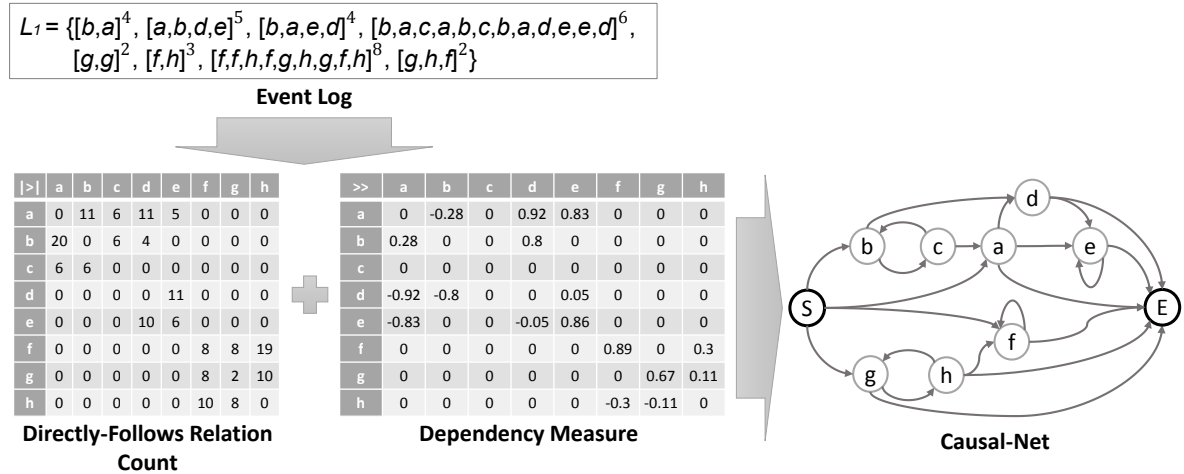 L₁ = {[b,a]⁴, [a,b,d,e]⁵, [b,a,e,d]⁴, [b,a,c,a,b,c,b,a,d,e,e,d]⁶,
[g,g]², [f,h]³, [f,f,h,f,g,h,g,f,h]⁸, [g,h,f]²}
Event Log
|>| a b c d e f g h
a 0 11 6 11 5 0 0 0
b 20 0 6 4 0 0 0
c 6 6 0 0 0 0 0 0
d 0 0 0 0 11 0 0 0
e 0 0 0 10 6 0 0 0
f 0 0 0 0 0 8 8 19
g 0 0 0 0 0 8 2 10
h 0 0 0 0 0 10 8 0
Directly-Follows Relation
Count
>> a b c d e f g h
a 0 -0.28 0 0.92 0.83 0 0 0
b 0.28 0 0 0.8 0 0 0
c 0 0 0 0 0 0 0 0
d -0.92 -0.8 0 0 0.05 0 0 0
e -0.83 0 -0.05 0.86 0 0 0
f 0 0 0 0 0 0.89 0 0.3
g 0 0 0 0 0 0 0.67 0.11
h 0 0 0 0 0 -0.3 -0.11 0
Dependency Measure
d
b c a e
S E
f
g h
Causal-Net